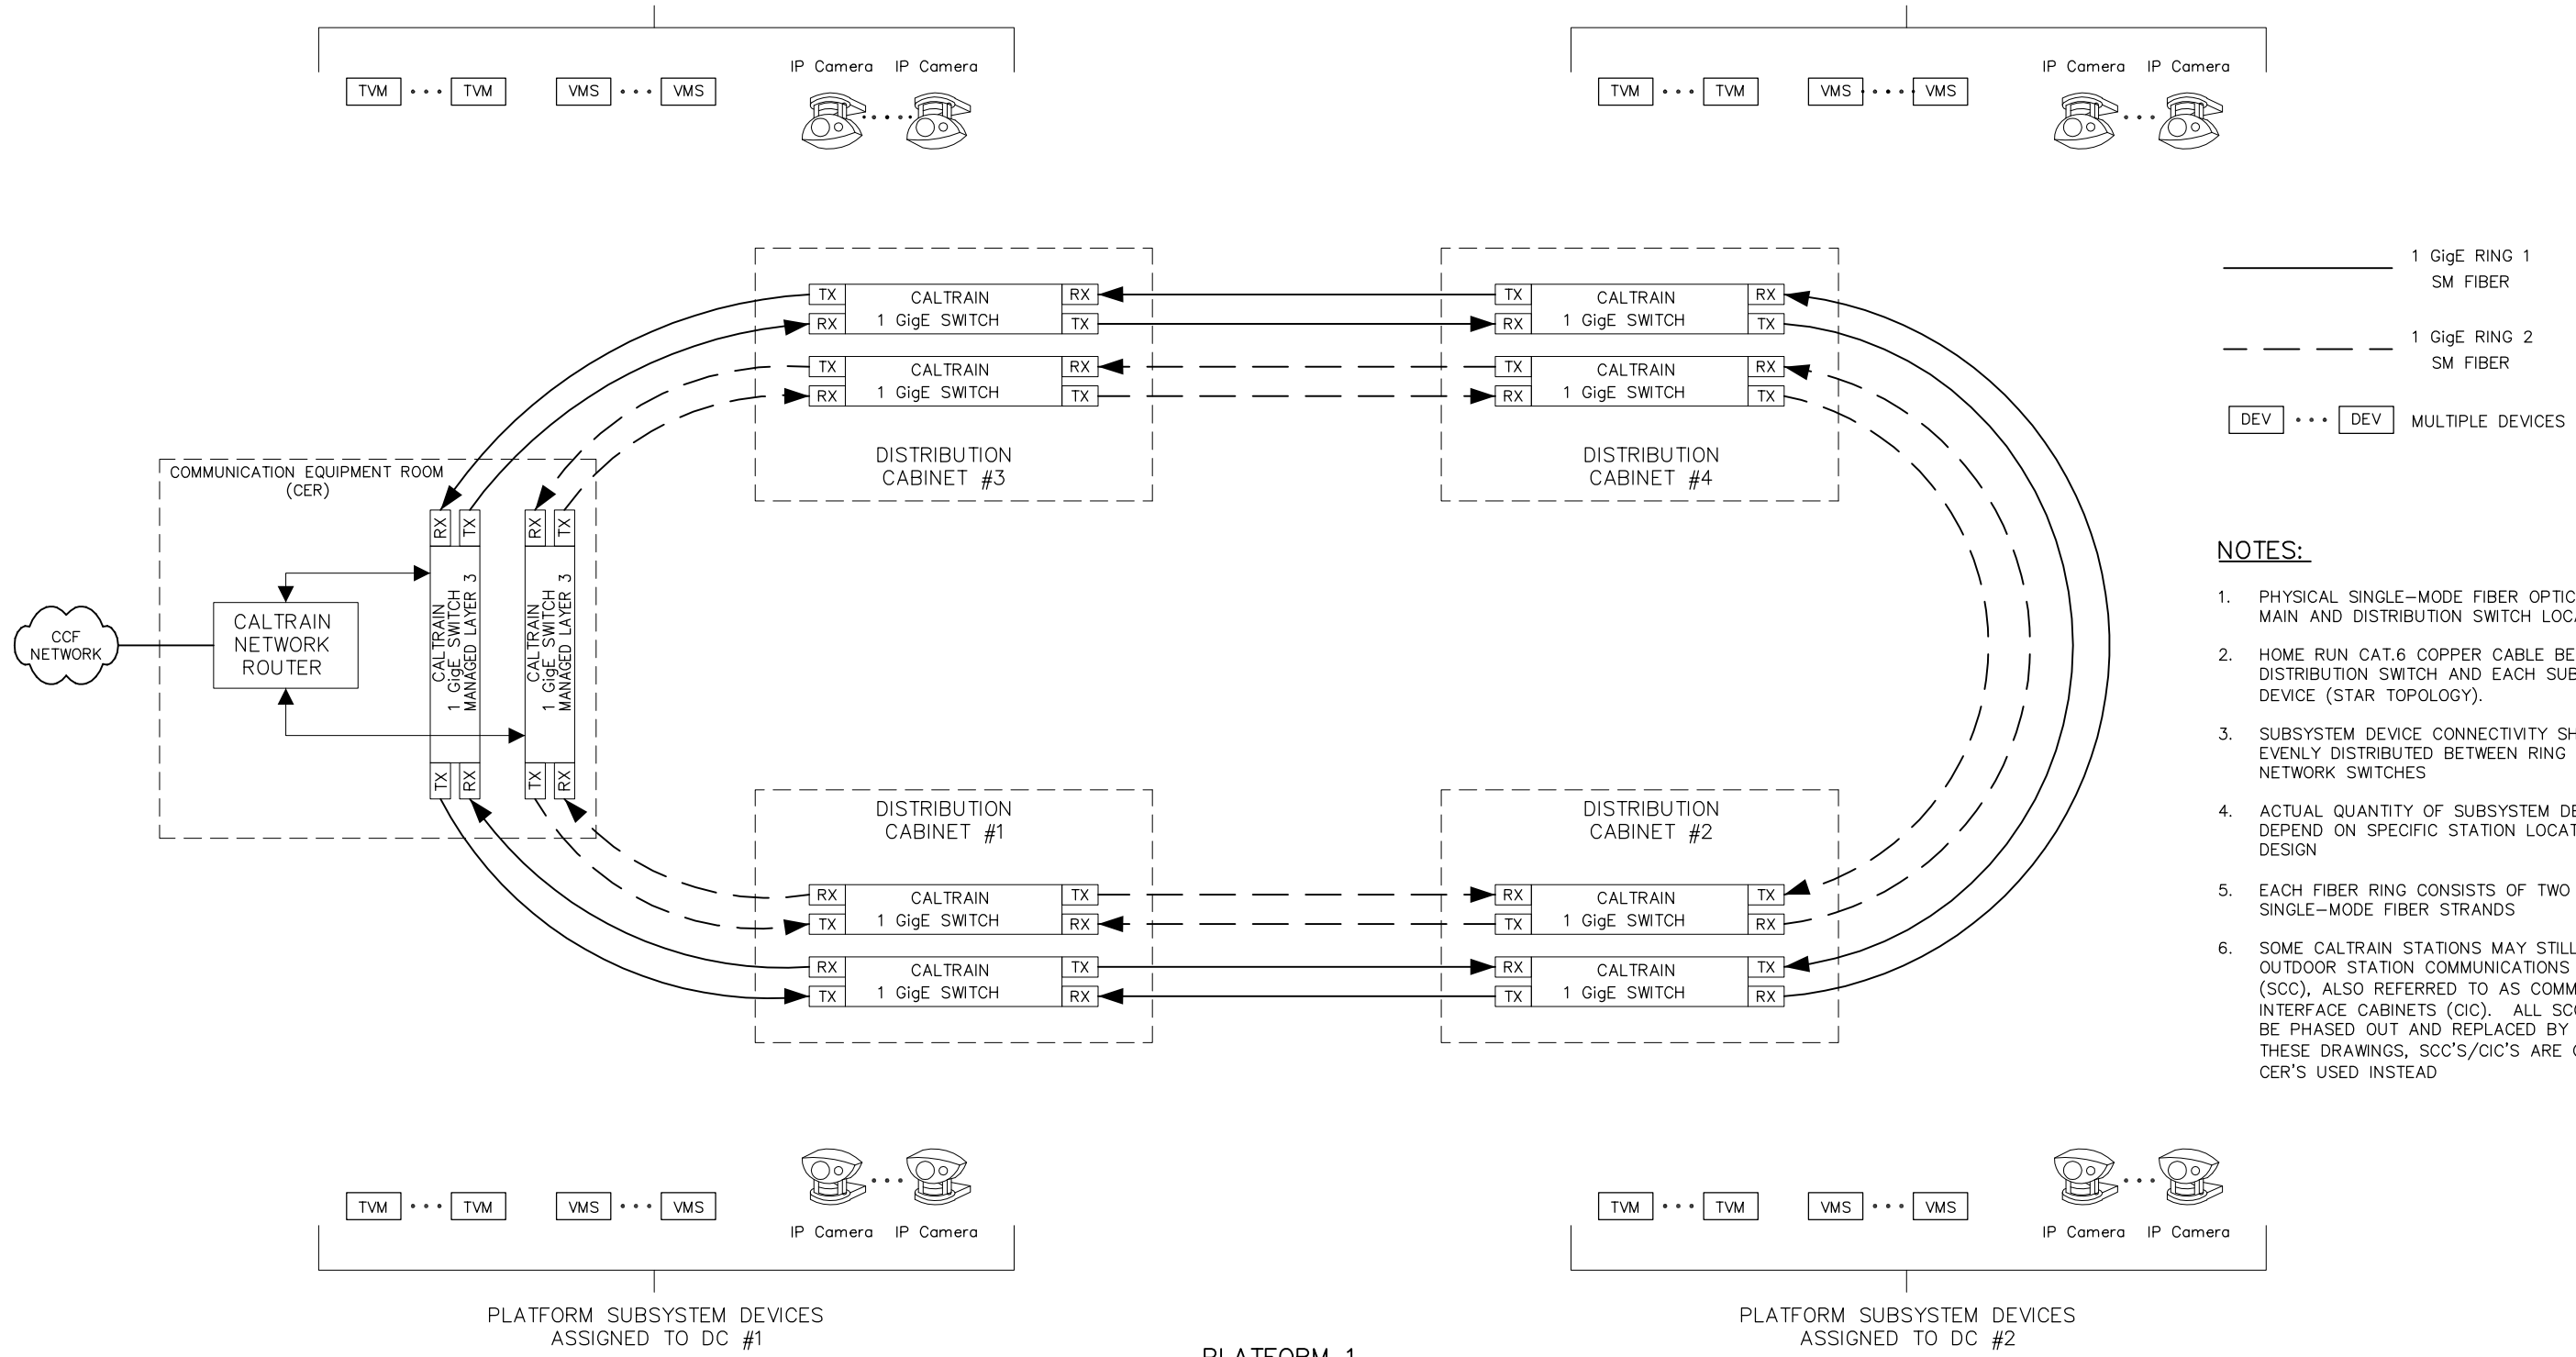 IP Camera IP Camera
TVM TVM VMS VMS
IP Camera IP Camera
TVM TVM VMS VMS
TX CALTRAIN RX
RX 1 GigE SWITCH TX
TX CALTRAIN RX
RX 1 GigE SWITCH TX
DISTRIBUTION
CABINET #3
TX CALTRAIN RX
RX 1 GigE SWITCH TX
TX CALTRAIN RX
RX 1 GigE SWITCH TX
DISTRIBUTION
CABINET #4
1 GigE RING 1
SM FIBER
1 GigE RING 2
SM FIBER
DEV DEV MULTIPLE DEVICES
COMMUNICATION EQUIPMENT ROOM
(CER)
CCF
NETWORK
CALTRAIN
NETWORK
ROUTER
RX TX
CALTRAIN
1 GigE SWITCH
MANAGED LAYER 3
TX RX
RX TX
CALTRAIN
1 GigE SWITCH
MANAGED LAYER 3
TX RX
DISTRIBUTION
CABINET #1
RX CALTRAIN TX
TX 1 GigE SWITCH RX
RX CALTRAIN TX
TX 1 GigE SWITCH RX
DISTRIBUTION
CABINET #2
RX CALTRAIN TX
TX 1 GigE SWITCH RX
RX CALTRAIN TX
TX 1 GigE SWITCH RX
NOTES:
1. PHYSICAL SINGLE-MODE FIBER OPTIC
MAIN AND DISTRIBUTION SWITCH
2. HOME RUN CAT.6 COPPER CABLE
DISTRIBUTION SWITCH AND EACH
DEVICE (STAR TOPOLOGY).
3. SUBSYSTEM DEVICE CONNECTIVITY
EVENLY DISTRIBUTED BETWEEN RING
NETWORK SWITCHES
4. ACTUAL QUANTITY OF SUBSYSTEM
DEPEND ON SPECIFIC STATION
DESIGN
5. EACH FIBER RING CONSISTS OF TWO
SINGLE-MODE FIBER STRANDS
6. SOME CALTRAIN STATIONS MAY STILL
OUTDOOR STATION COMMUNICATIONS
(SCC), ALSO REFERRED TO AS
INTERFACE CABINETS (CIC). ALL
BE PHASED OUT AND REPLACED BY
THESE DRAWINGS, SCC'S/CIC'S ARE
CER'S USED INSTEAD
TVM TVM VMS VMS
IP Camera IP Camera
PLATFORM SUBSYSTEM DEVICES
ASSIGNED TO DC #1
TVM TVM VMS VMS
IP Camera IP Camera
PLATFORM SUBSYSTEM DEVICES
ASSIGNED TO DC #2
PLATFORM 1